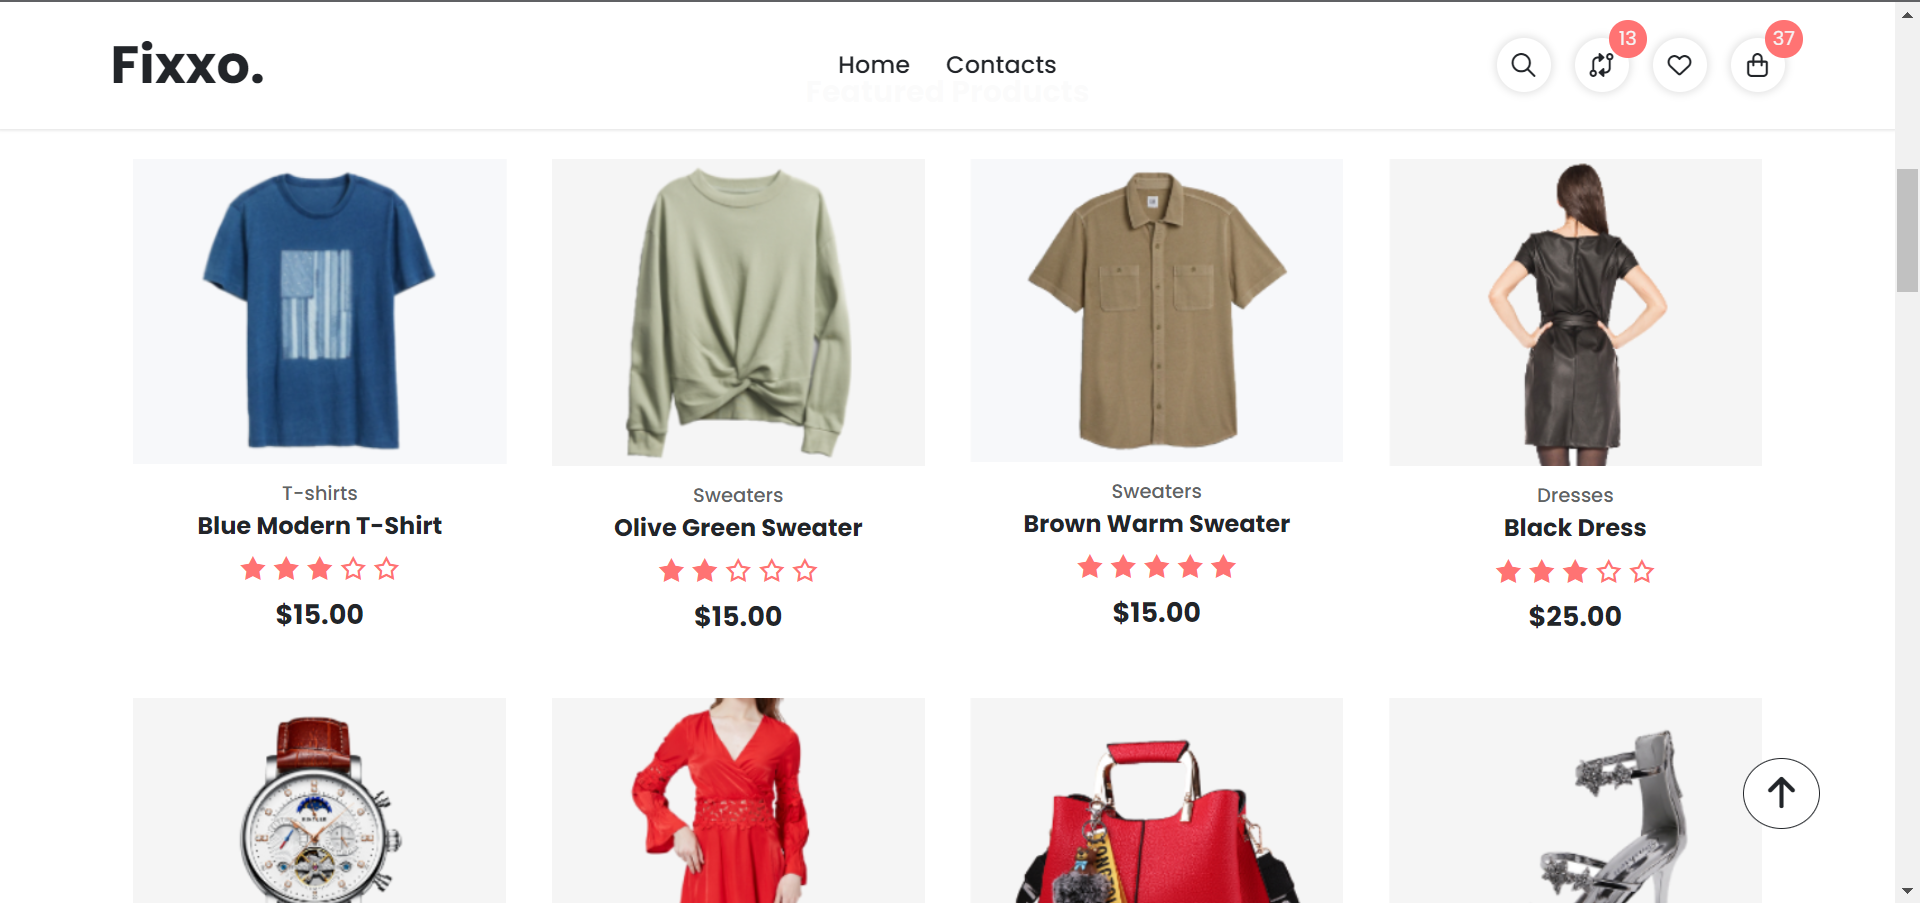 Fixxo.
Home
Contacts
13
37
Featured Products
T-shirts
Blue Modern T-Shirt
$15.00
Sweaters
Olive Green Sweater
$15.00
Sweaters
Brown Warm Sweater
$15.00
Dresses
Black Dress
$25.00